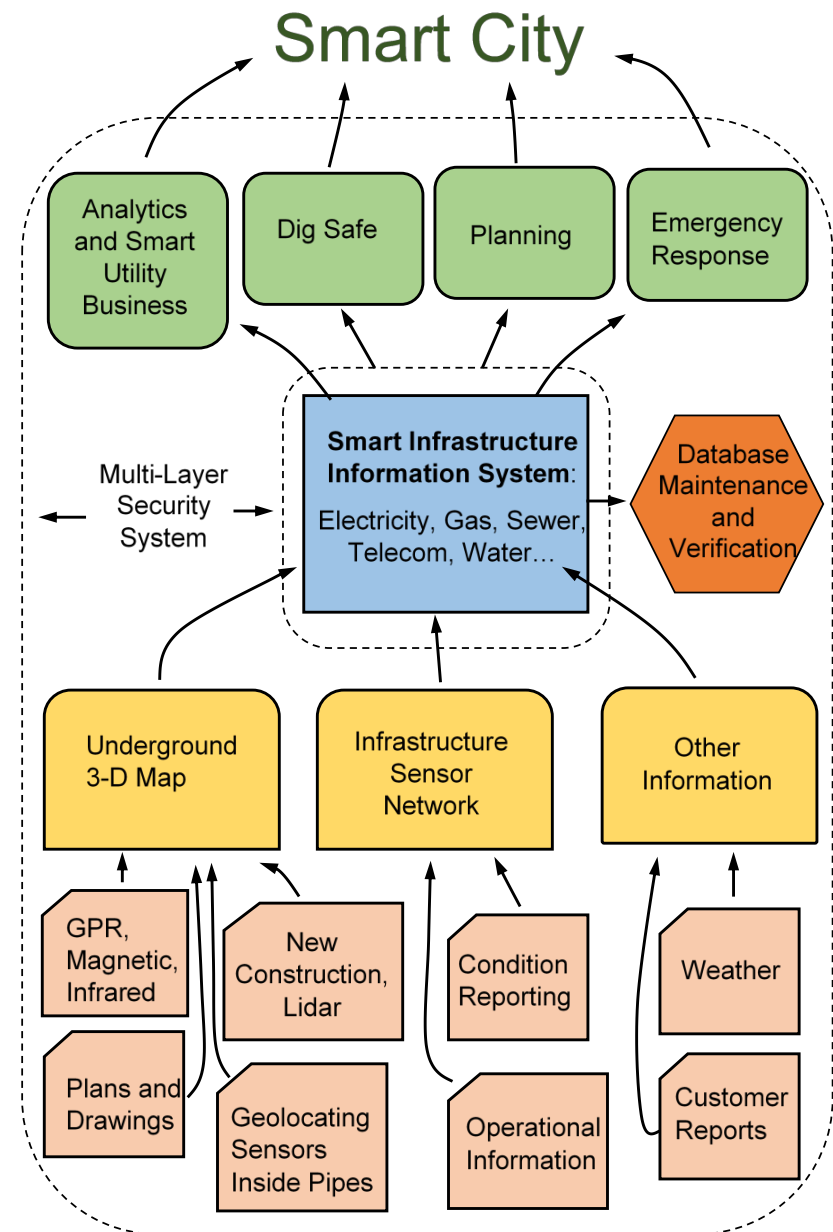 Smart City
Analytics
and Smart
Utility
Business
Dig Safe
Planning
Emergency
Response
Multi-Layer
Security
System
Smart Infrastructure
Information System:
Electricity, Gas, Sewer,
Telecom, Water...
Database
Maintenance
and
Verification
Underground
3-D Map
Infrastructure
Sensor
Network
Other
Information
GPR,
Magnetic,
Infrared
New
Construction,
Lidar
Condition
Reporting
Weather
Plans and
Drawings
Geolocating
Sensors
Inside Pipes
Operational
Information
Customer
Reports